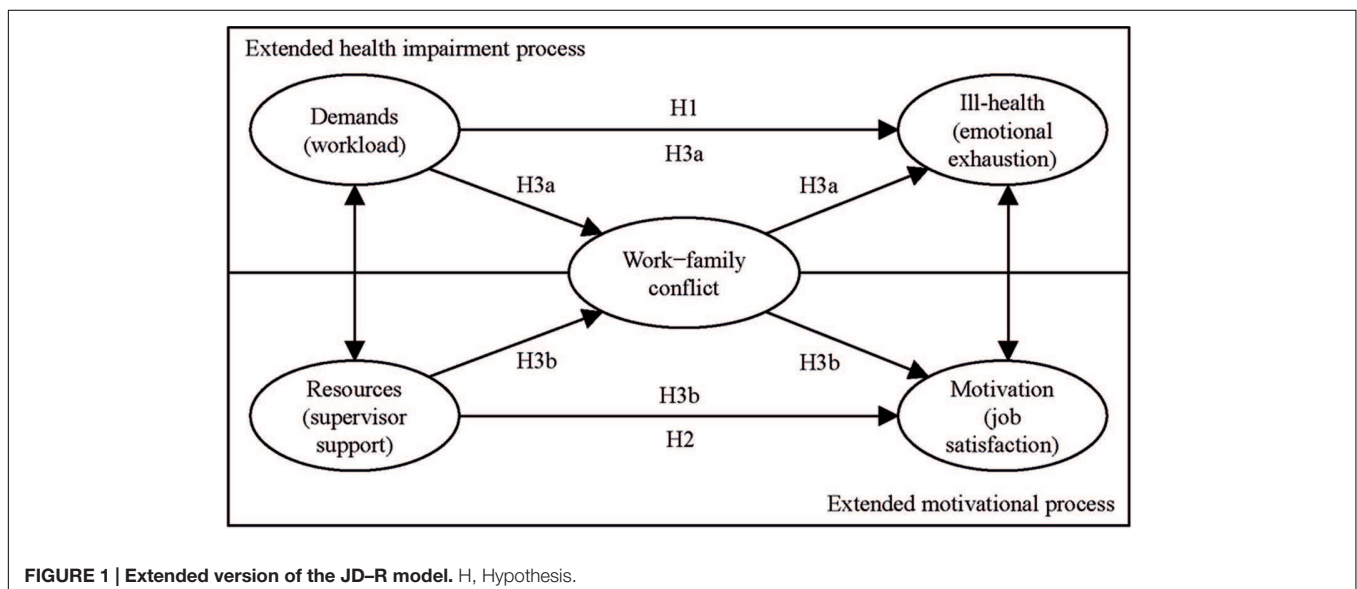 Extended health impairment process
Demands
(workload)
H1
H3a
Ill-health
(emotional
exhaustion)
H3a
H3a
Work−family
conflict
H3b
H3b
Resources
(supervisor
support)
H3b
H2
Motivation
(job
satisfaction)
Extended motivational process
FIGURE 1 | Extended version of the JD–R model. H, Hypothesis.